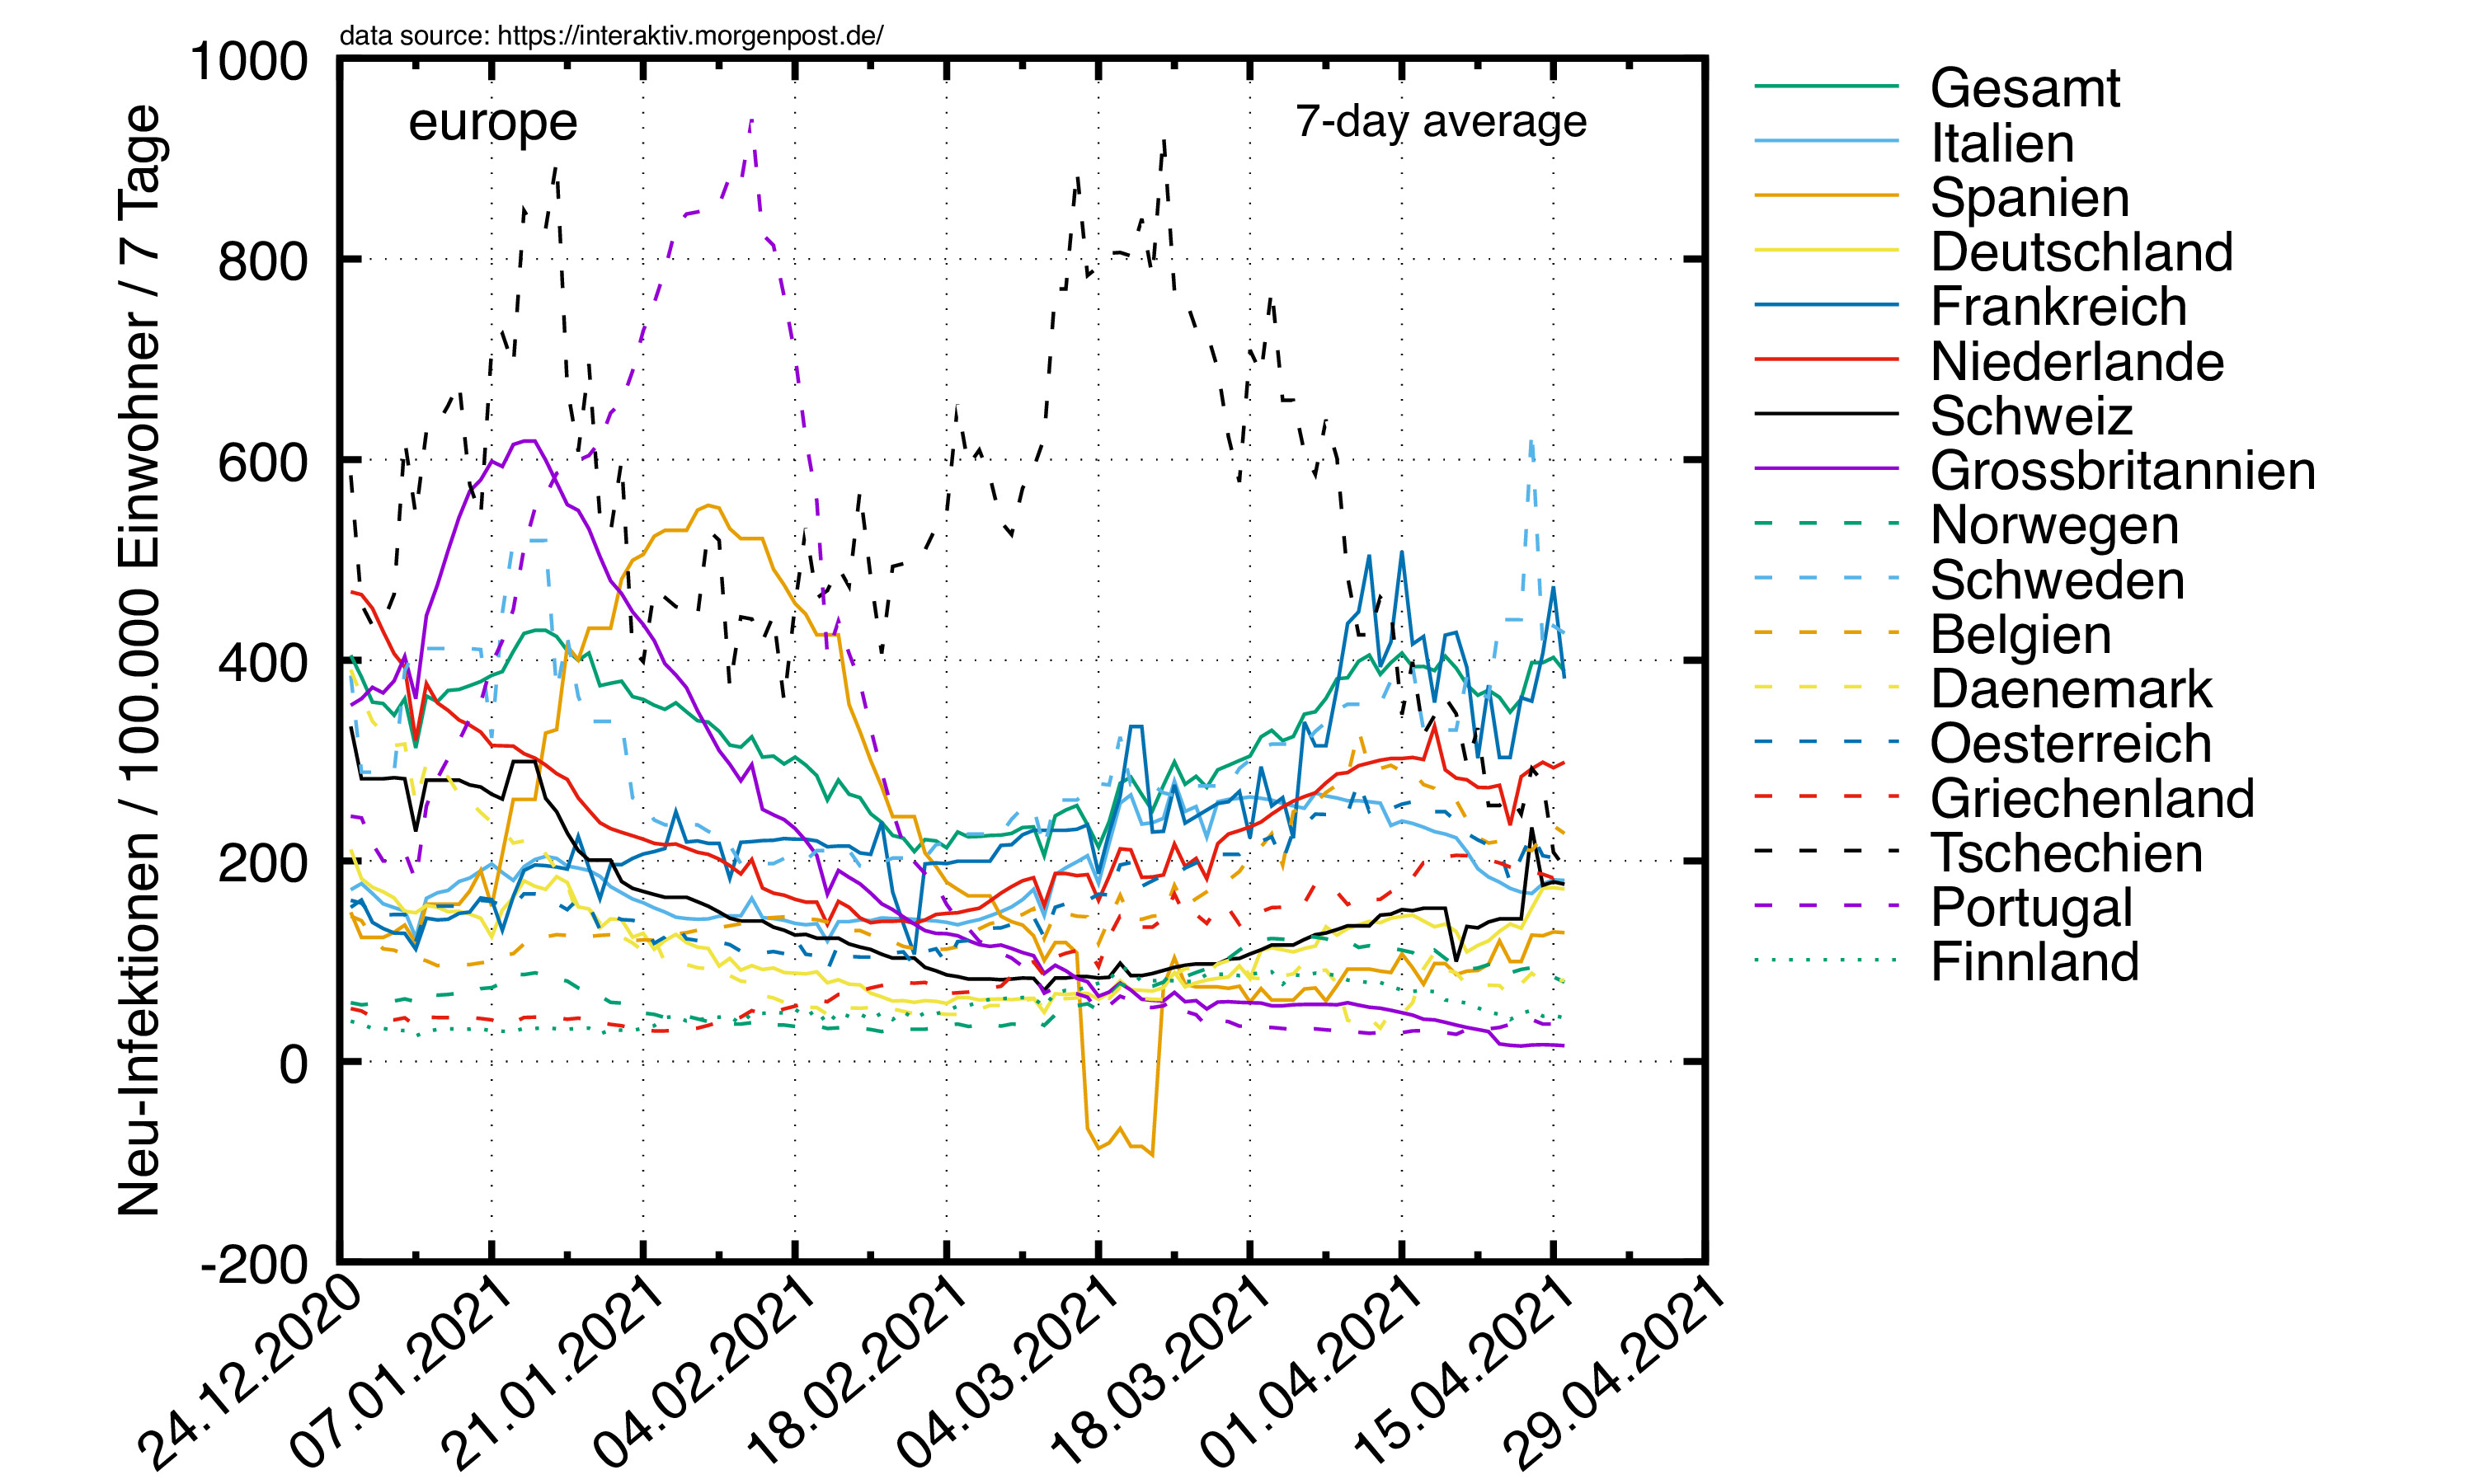 data source: https://interaktiv.morgenpost.de/
europe
7-day average
Neu-Infektionen / 100.000 Einwohner / 7 Tage
1000
800
600
400
200
0
-200
24.12.2020
07.01.2021
21.01.2021
04.02.2021
18.02.2021
04.03.2021
18.03.2021
01.04.2021
15.04.2021
29.04.2021
Gesamt
Italien
Spanien
Deutschland
Frankreich
Niederlande
Schweiz
Grossbritannien
Norwegen
Schweden
Belgien
Daenemark
Oesterreich
Griechenland
Tschechien
Portugal
Finnland